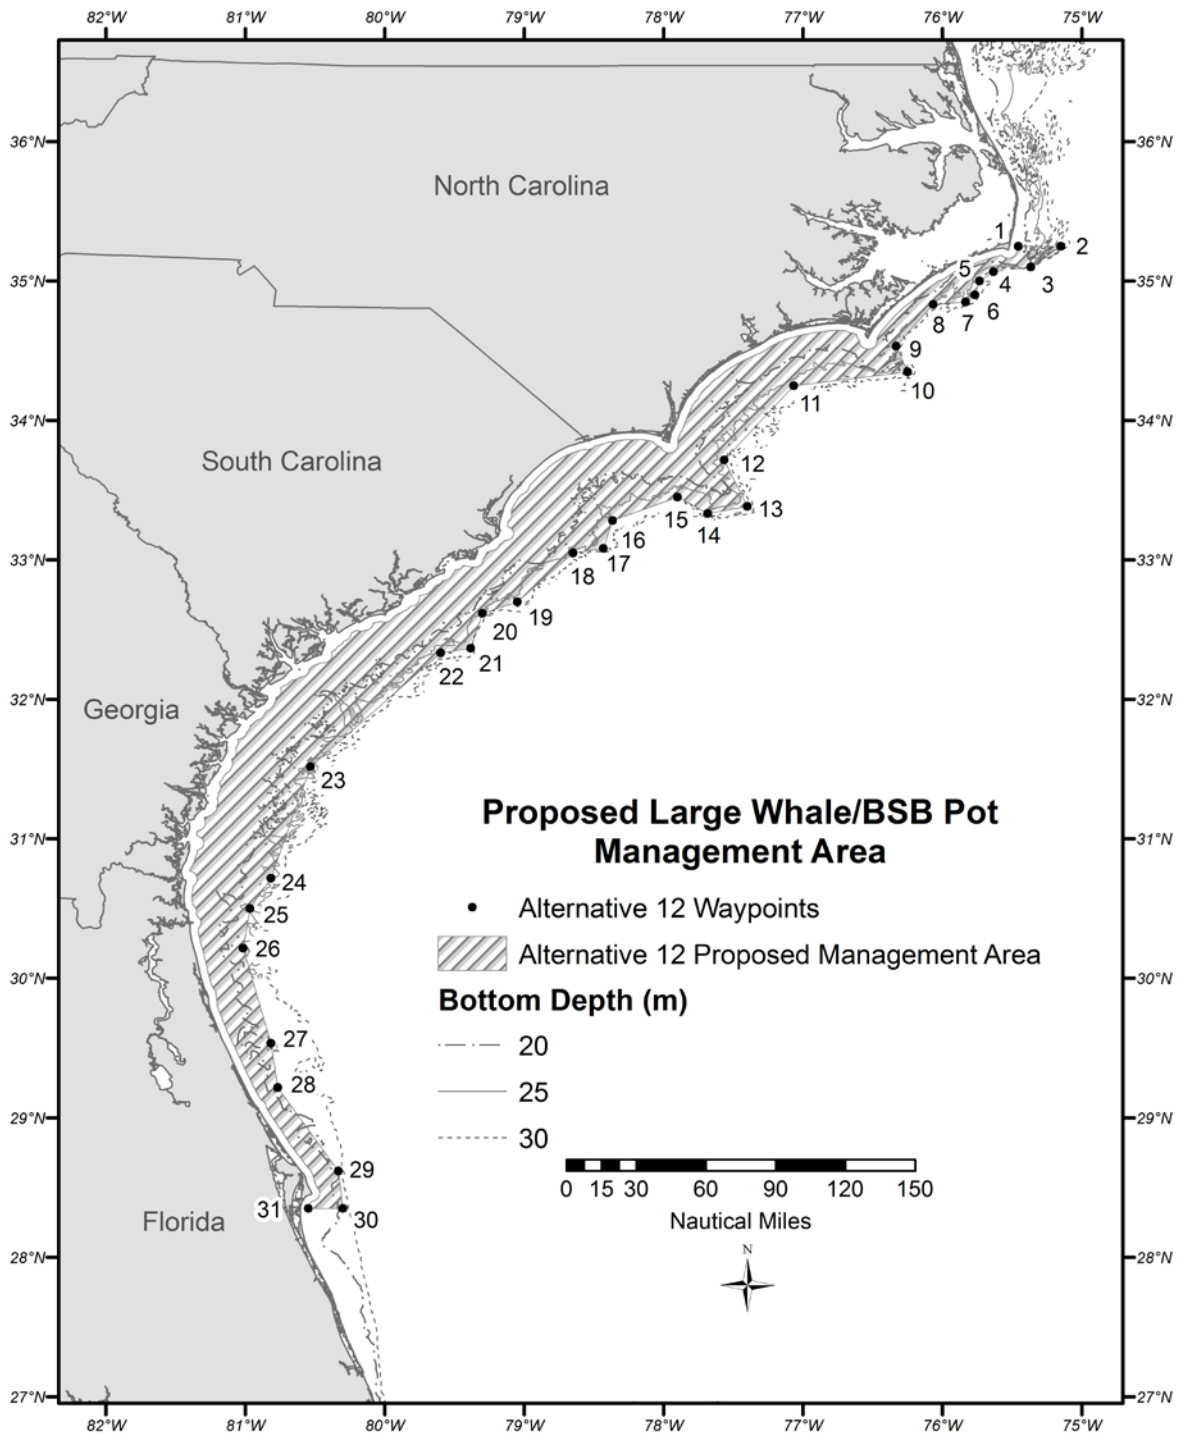 82°W 81°W 80°W 79°W 78°W 77°W 76°W 75°W
36°N 36°N
North Carolina
1 2
35°N 5 4 3 35°N
8 7 6
9
10
11
34°N 34°N
South Carolina
12
15 14 13
16
33°N 18 17 33°N
19
20
21
22
32°N 32°N
Georgia
23
Proposed Large Whale/BSB Pot
Management Area
31°N 31°N
24
25
Alternative 12 Waypoints
26
Alternative 12 Proposed Management Area
30°N 30°N
Bottom Depth (m)
27
20
28
25
29°N 29°N
30
29
0 15 30 60 90 120 150
Nautical Miles
31 30
Florida
N
28°N 28°N
27°N 27°N
82°W 81°W 80°W 79°W 78°W 77°W 76°W 75°W